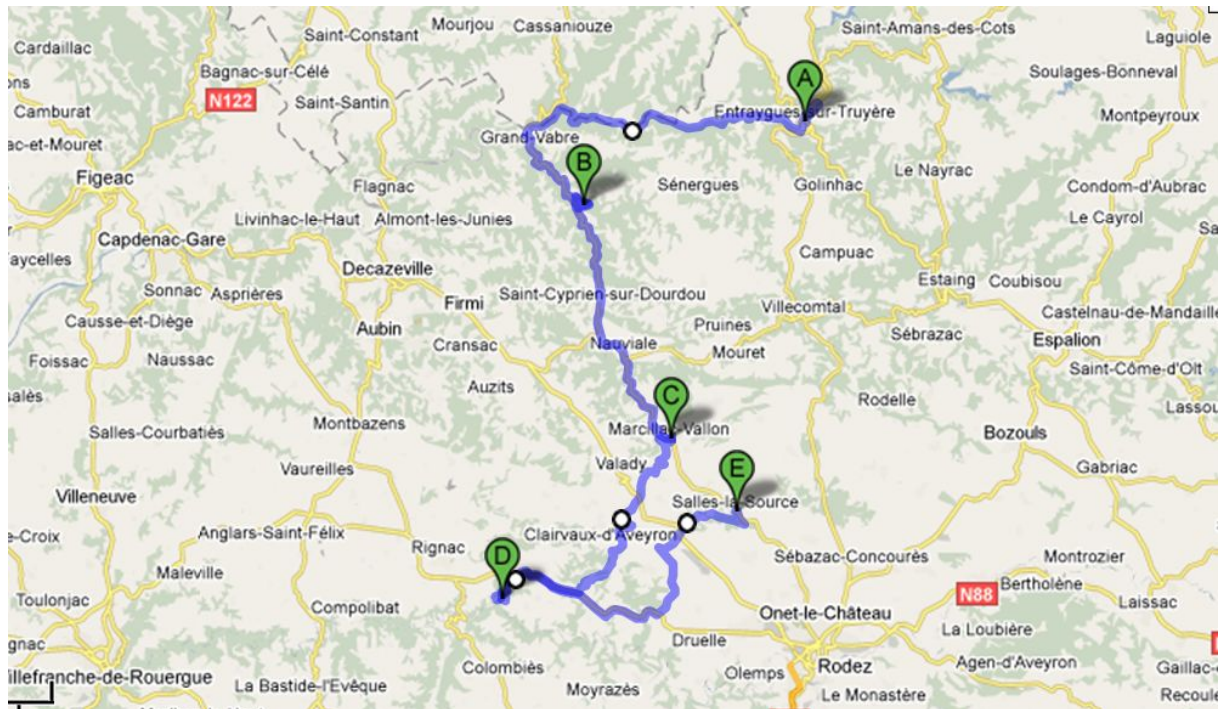 Mourjou
Cassaniouze
Saint-Amans-des-Cots
Saint-Constant
Laguiole
Cardaillac
Bagnac-sur-Célé
Soulages-Bonneval
ons
N122
Saint-Santin
A
Camburat
Entraygues-sur-Truyère
Montpeyroux
Grand-Vabre
ac-et-Mouret
B
Figeac
Flagnac
Sénergues
Golinhac
Le Nayrac
Condom-d'Aubrac
Livinhac-le-Haut
Almont-les-Junies
Le Cayrol
Capdenac-Gare
Sa
Faycelles
Campuac
Decazeville
Estaing
Coubisou
Sonnac
Asprières
Firmi
Saint-Cyprien-sur-Dourdou
Villecomtal
Causse-et-Diège
Aubin
Pruines
Sébrazac
Castelnau-de-Mandaille
Cransac
Nauviale
Mouret
Espalion
Foissac
Naussac
Auzits
Saint-Côme-d'Olt
salès
C
Rodelle
Lassou
Montbazens
Marcillac-Vallon
Salles-Courbatiès
Bozouls
Vaureilles
Valady
E
Gabriac
Villeneuve
Salles-la-Source
Anglars-Saint-Félix
Clairvaux-d'Aveyron
e-Croix
Rignac
D
Sébazac-Concourès
Montrozier
Maleville
Bertholène
Toulonjac
Compolibat
N88
Laissac
Onet-le-Château
gnac
Druelle
La Loubière
Colombiès
Rodez
Agen-d'Aveyron
Gaillac-
illefranche-de-Rouergue
La Bastide-l'Evêque
Olemps
Moyrazès
Le Monastère
Recoule